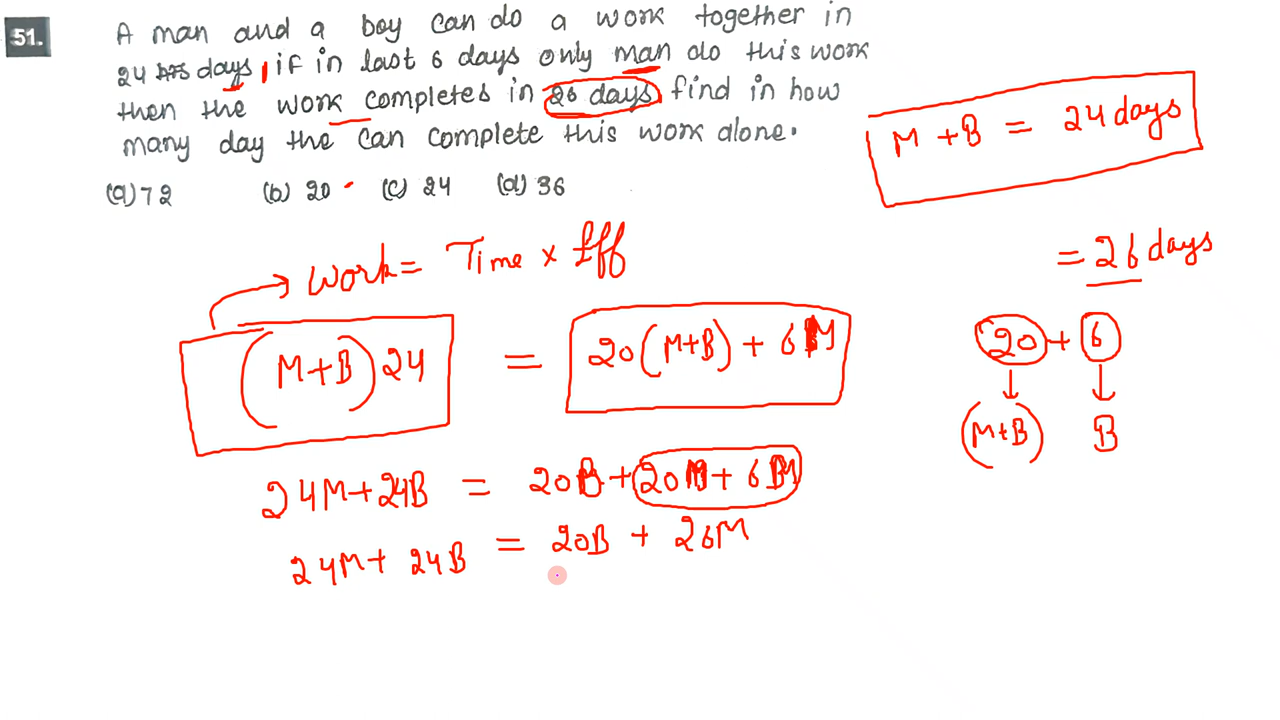 51.
A man and a boy can do a work together in
24 hrs days, if in last 6 days only man do this work
then the work completes in 26 days, find in how
many day the can complete this work alone.
(a) 72 (b) 20 (c) 24 (d) 36
M + B = 24 days
Work = Time × Eff
= 26 days
(M+B) 24 = 20(M+B) + 6M
20 + 6
(M+B) B
24M + 24B = 20B + 20M + 6M
24M + 24B = 20B + 26M